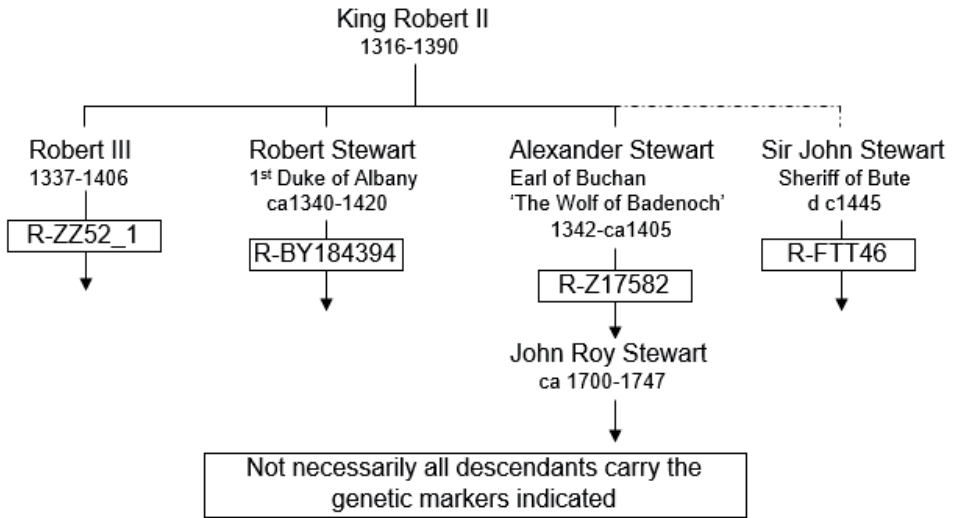 King Robert II
1316-1390
Robert III
1337-1406
R-ZZ52_1
Robert Stewart
1st Duke of Albany
ca1340-1420
R-BY184394
Alexander Stewart
Earl of Buchan
‘The Wolf of Badenoch’
1342-ca1405
R-Z17582
John Roy Stewart
ca 1700-1747
Sir John Stewart
Sheriff of Bute
d c1445
R-FTT46
Not necessarily all descendants carry the
genetic markers indicated